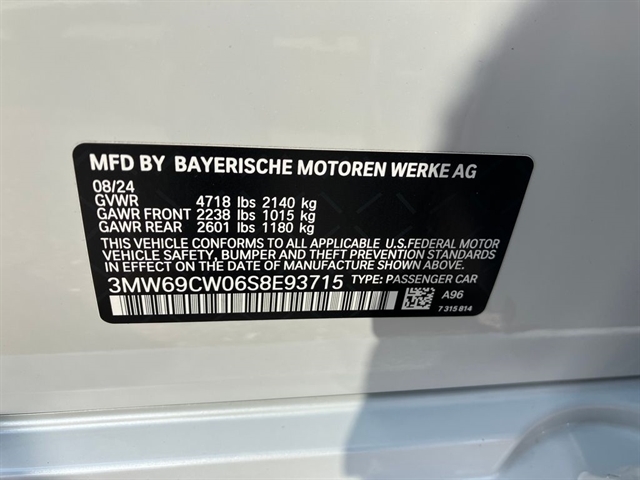 MFD BY BAYERISCHE MOTOREN WERKE AG
08/24
GVWR 4718 lbs 2140 kg
GAWR FRONT 2238 lbs 1015 kg
GAWR REAR 2601 lbs 1180 kg
THIS VEHICLE CONFORMS TO ALL APPLICABLE U.S.FEDERAL MOTOR
VEHICLE SAFETY, BUMPER AND THEFT PREVENTION STANDARDS
IN EFFECT ON THE DATE OF MANUFACTURE SHOWN ABOVE.
3MW69CW06S8E93715 TYPE: PASSENGER CAR
A96
7 315 814